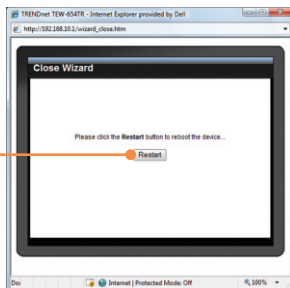 TRENDnet TEW-654TR - Internet Explorer provided by Dell
http://192.168.10.1/wizard_close.htm
Close Wizard
Please click the Restart button to reboot the device...
Restart
Internet | Protected Mode: Off
100%